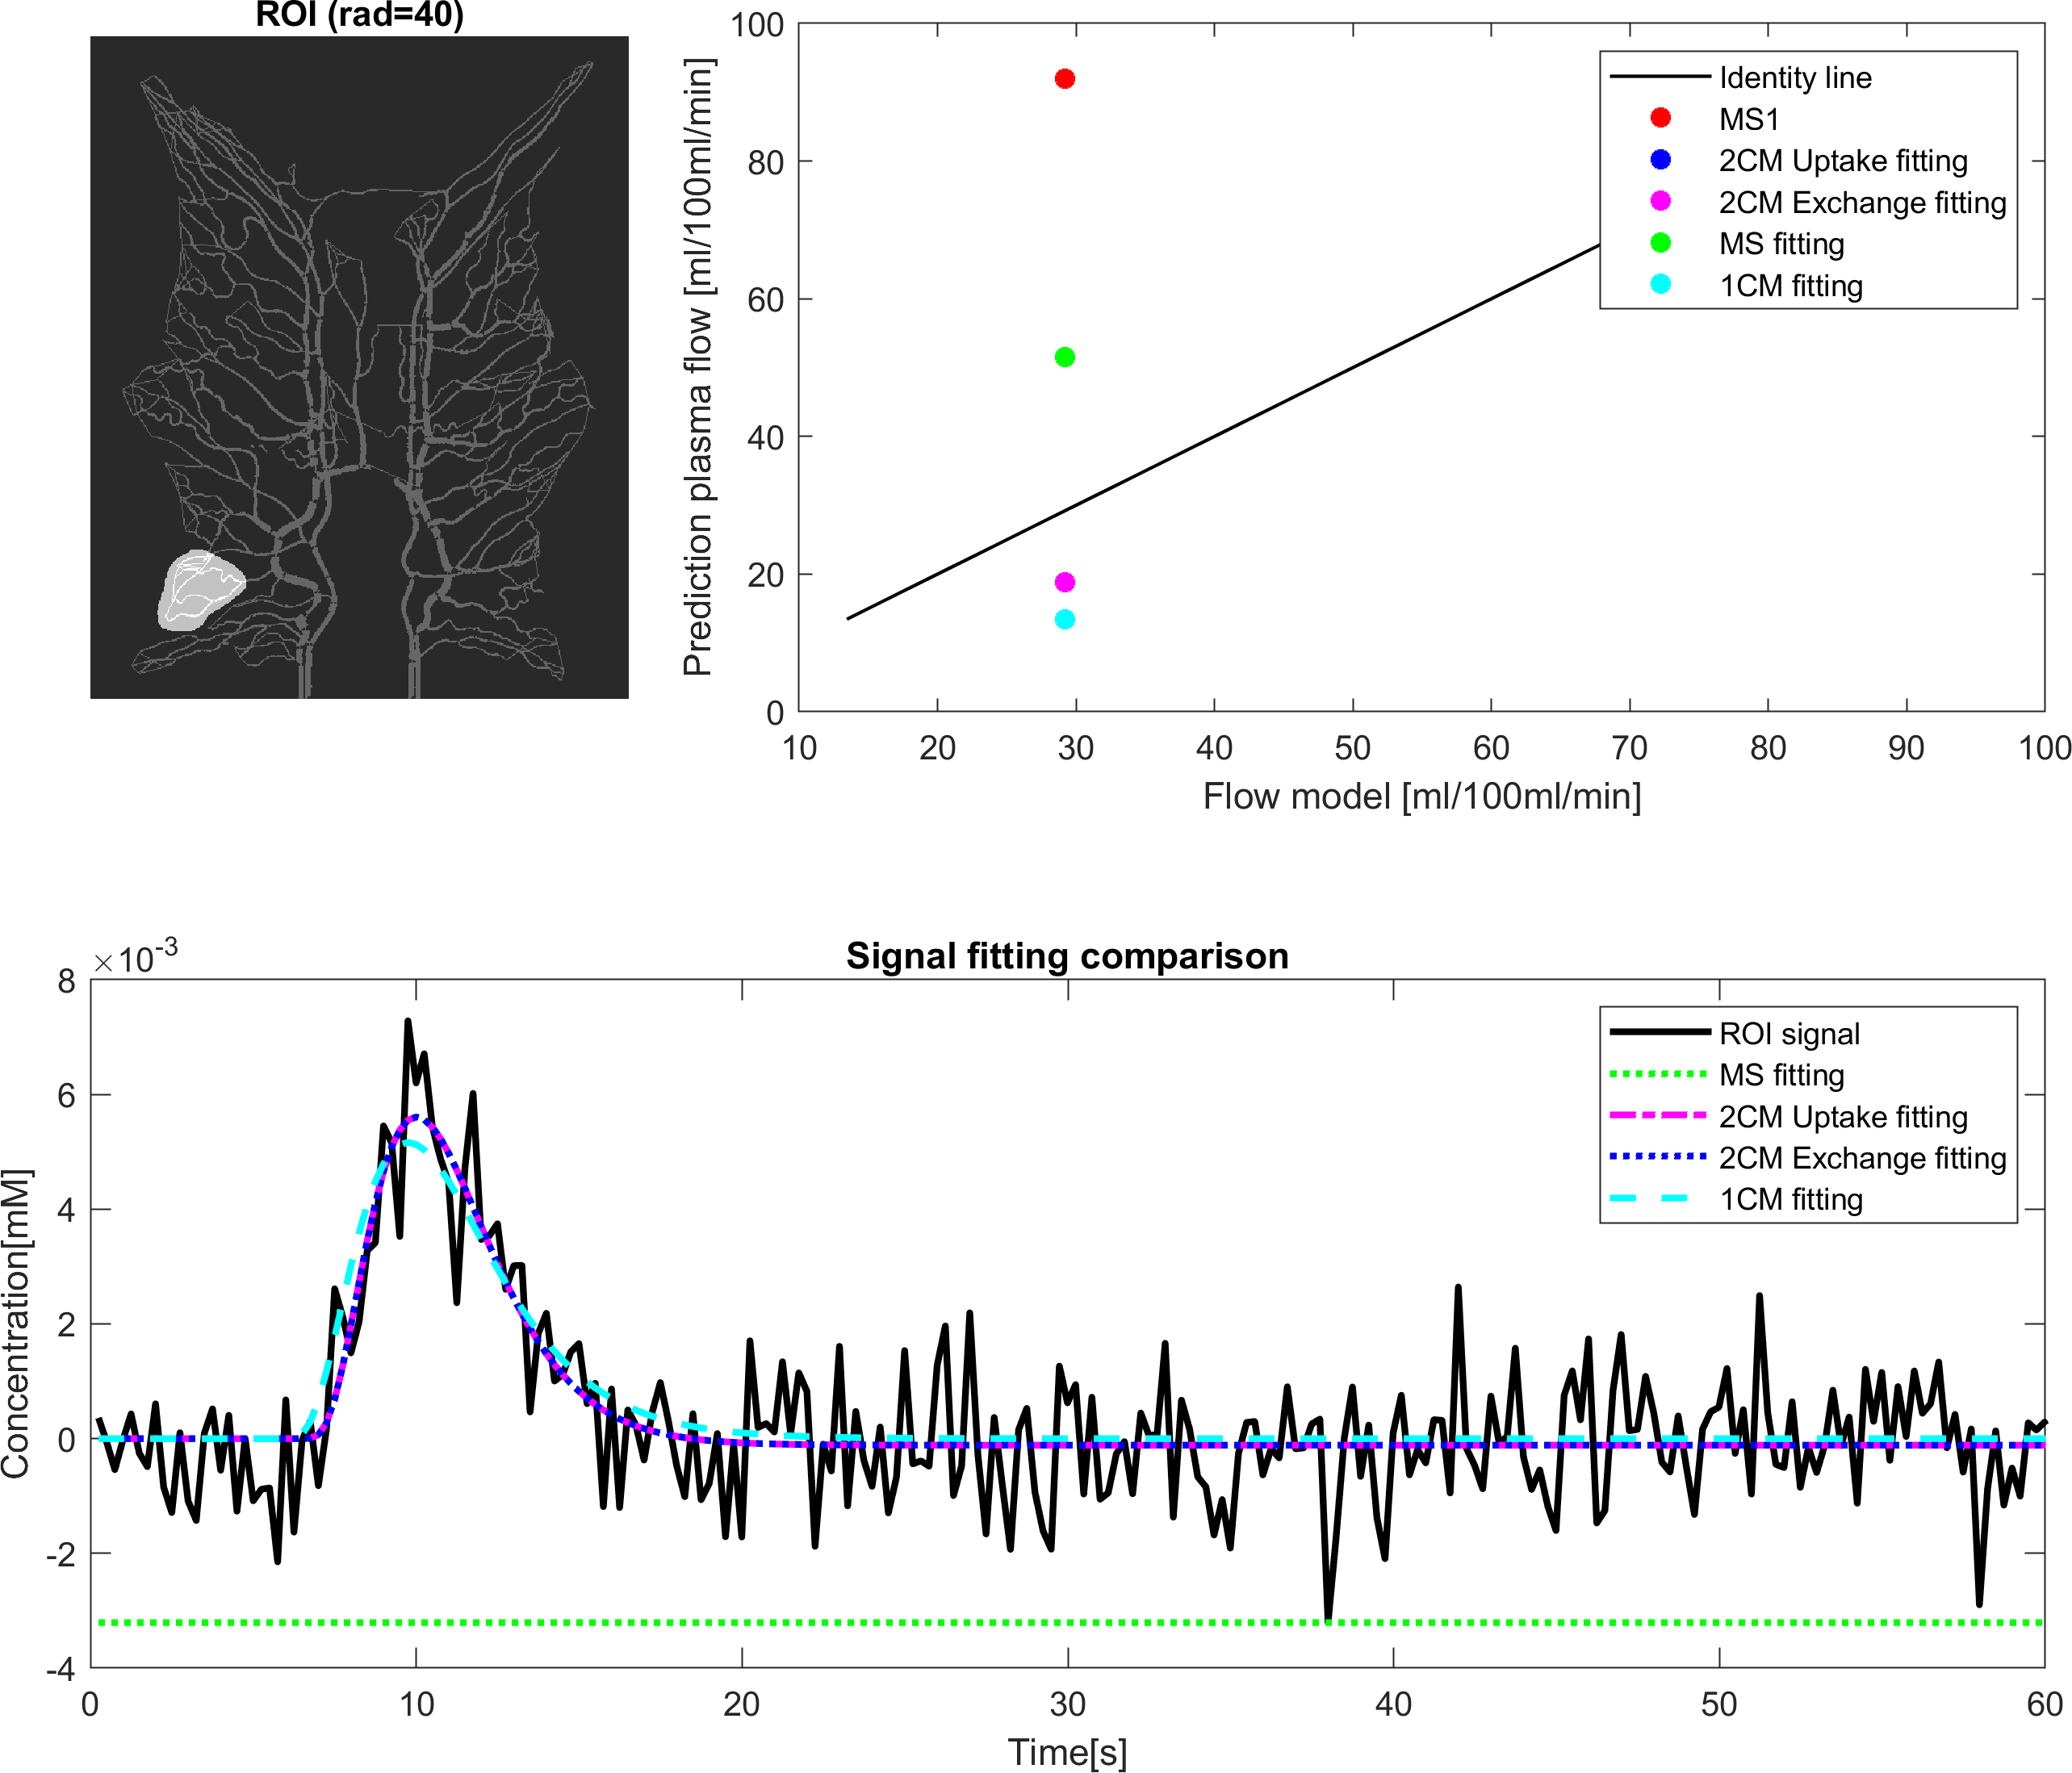 ROI (rad=40)
100
80
60
40
20
0
Prediction plasma flow [ml/100ml/min]
10 20 30 40 50 60 70 80 90 100
Flow model [ml/100ml/min]
Identity line
MS1
2CM Uptake fitting
2CM Exchange fitting
MS fitting
1CM fitting
Signal fitting comparison
×10-3
8
6
4
2
0
-2
-4
Concentration[mM]
0 10 20 30 40 50 60
Time[s]
ROI signal
MS fitting
2CM Uptake fitting
2CM Exchange fitting
1CM fitting